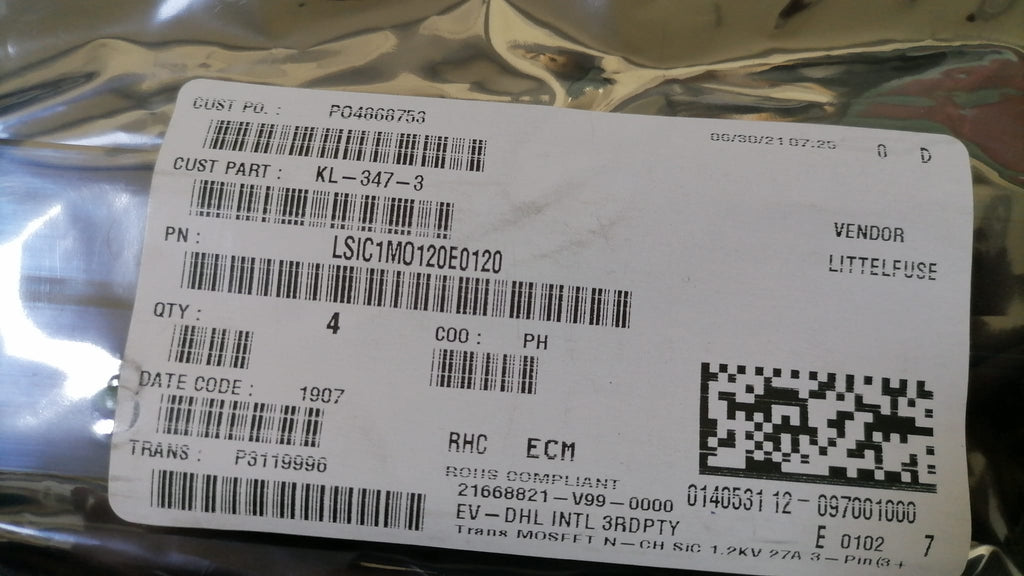 CUST PO. : PO4868753
06/30/21 07:25 0 D
CUST PART : KL-347-3
VENDOR
LITTELFUSE
PN : LSIC1MO120E0120
QTY : 4
COO : PH
DATE CODE : 1907
RHC ECM
TRANS : P3119996
ROHS COMPLIANT
21668821-V99-0000
0140531 12-097001000
EV-DHL INTL 3RDPTY
E 0102 7
Trans MOSFET N-CH SiC 1.2KV 27A 3-Pin(3+